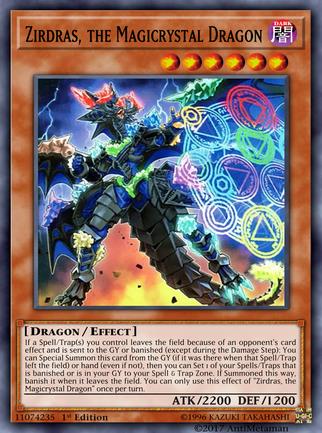 Zirdras, the Magicrystal Dragon
DARK
闇
[Dragon / Effect]
If a Spell/Trap(s) you control leaves the field because of an opponent's card
effect and is sent to the GY or banished (except during the Damage Step): You
can Special Summon this card from the GY (if it was there when that Spell/Trap
left the field) or hand (even if not), then you can Set 1 of your Spells/Traps that
is banished or is in your GY to your Spell & Trap Zone. If Summoned this way,
banish it when it leaves the field. You can only use this effect of "Zirdras, the
Magicrystal Dragon" once per turn.
ATK/2200 DEF/1200
11074235 1st Edition ©1996 KAZUKI TAKAHASHI
©2017 AntiMetaman